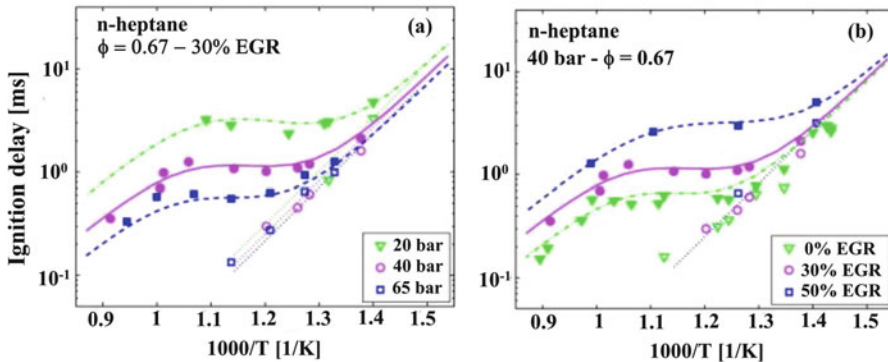 n-heptane
(a)
ϕ = 0.67 – 30% EGR
Ignition delay [ms]
10¹
10⁰
10⁻¹
20 bar
40 bar
65 bar
0.9 1 1.1 1.2 1.3 1.4 1.5
1000/T [1/K]
n-heptane
(b)
40 bar - ϕ = 0.67
10¹
10⁰
10⁻¹
0% EGR
30% EGR
50% EGR
0.9 1 1.1 1.2 1.3 1.4 1.5
1000/T [1/K]